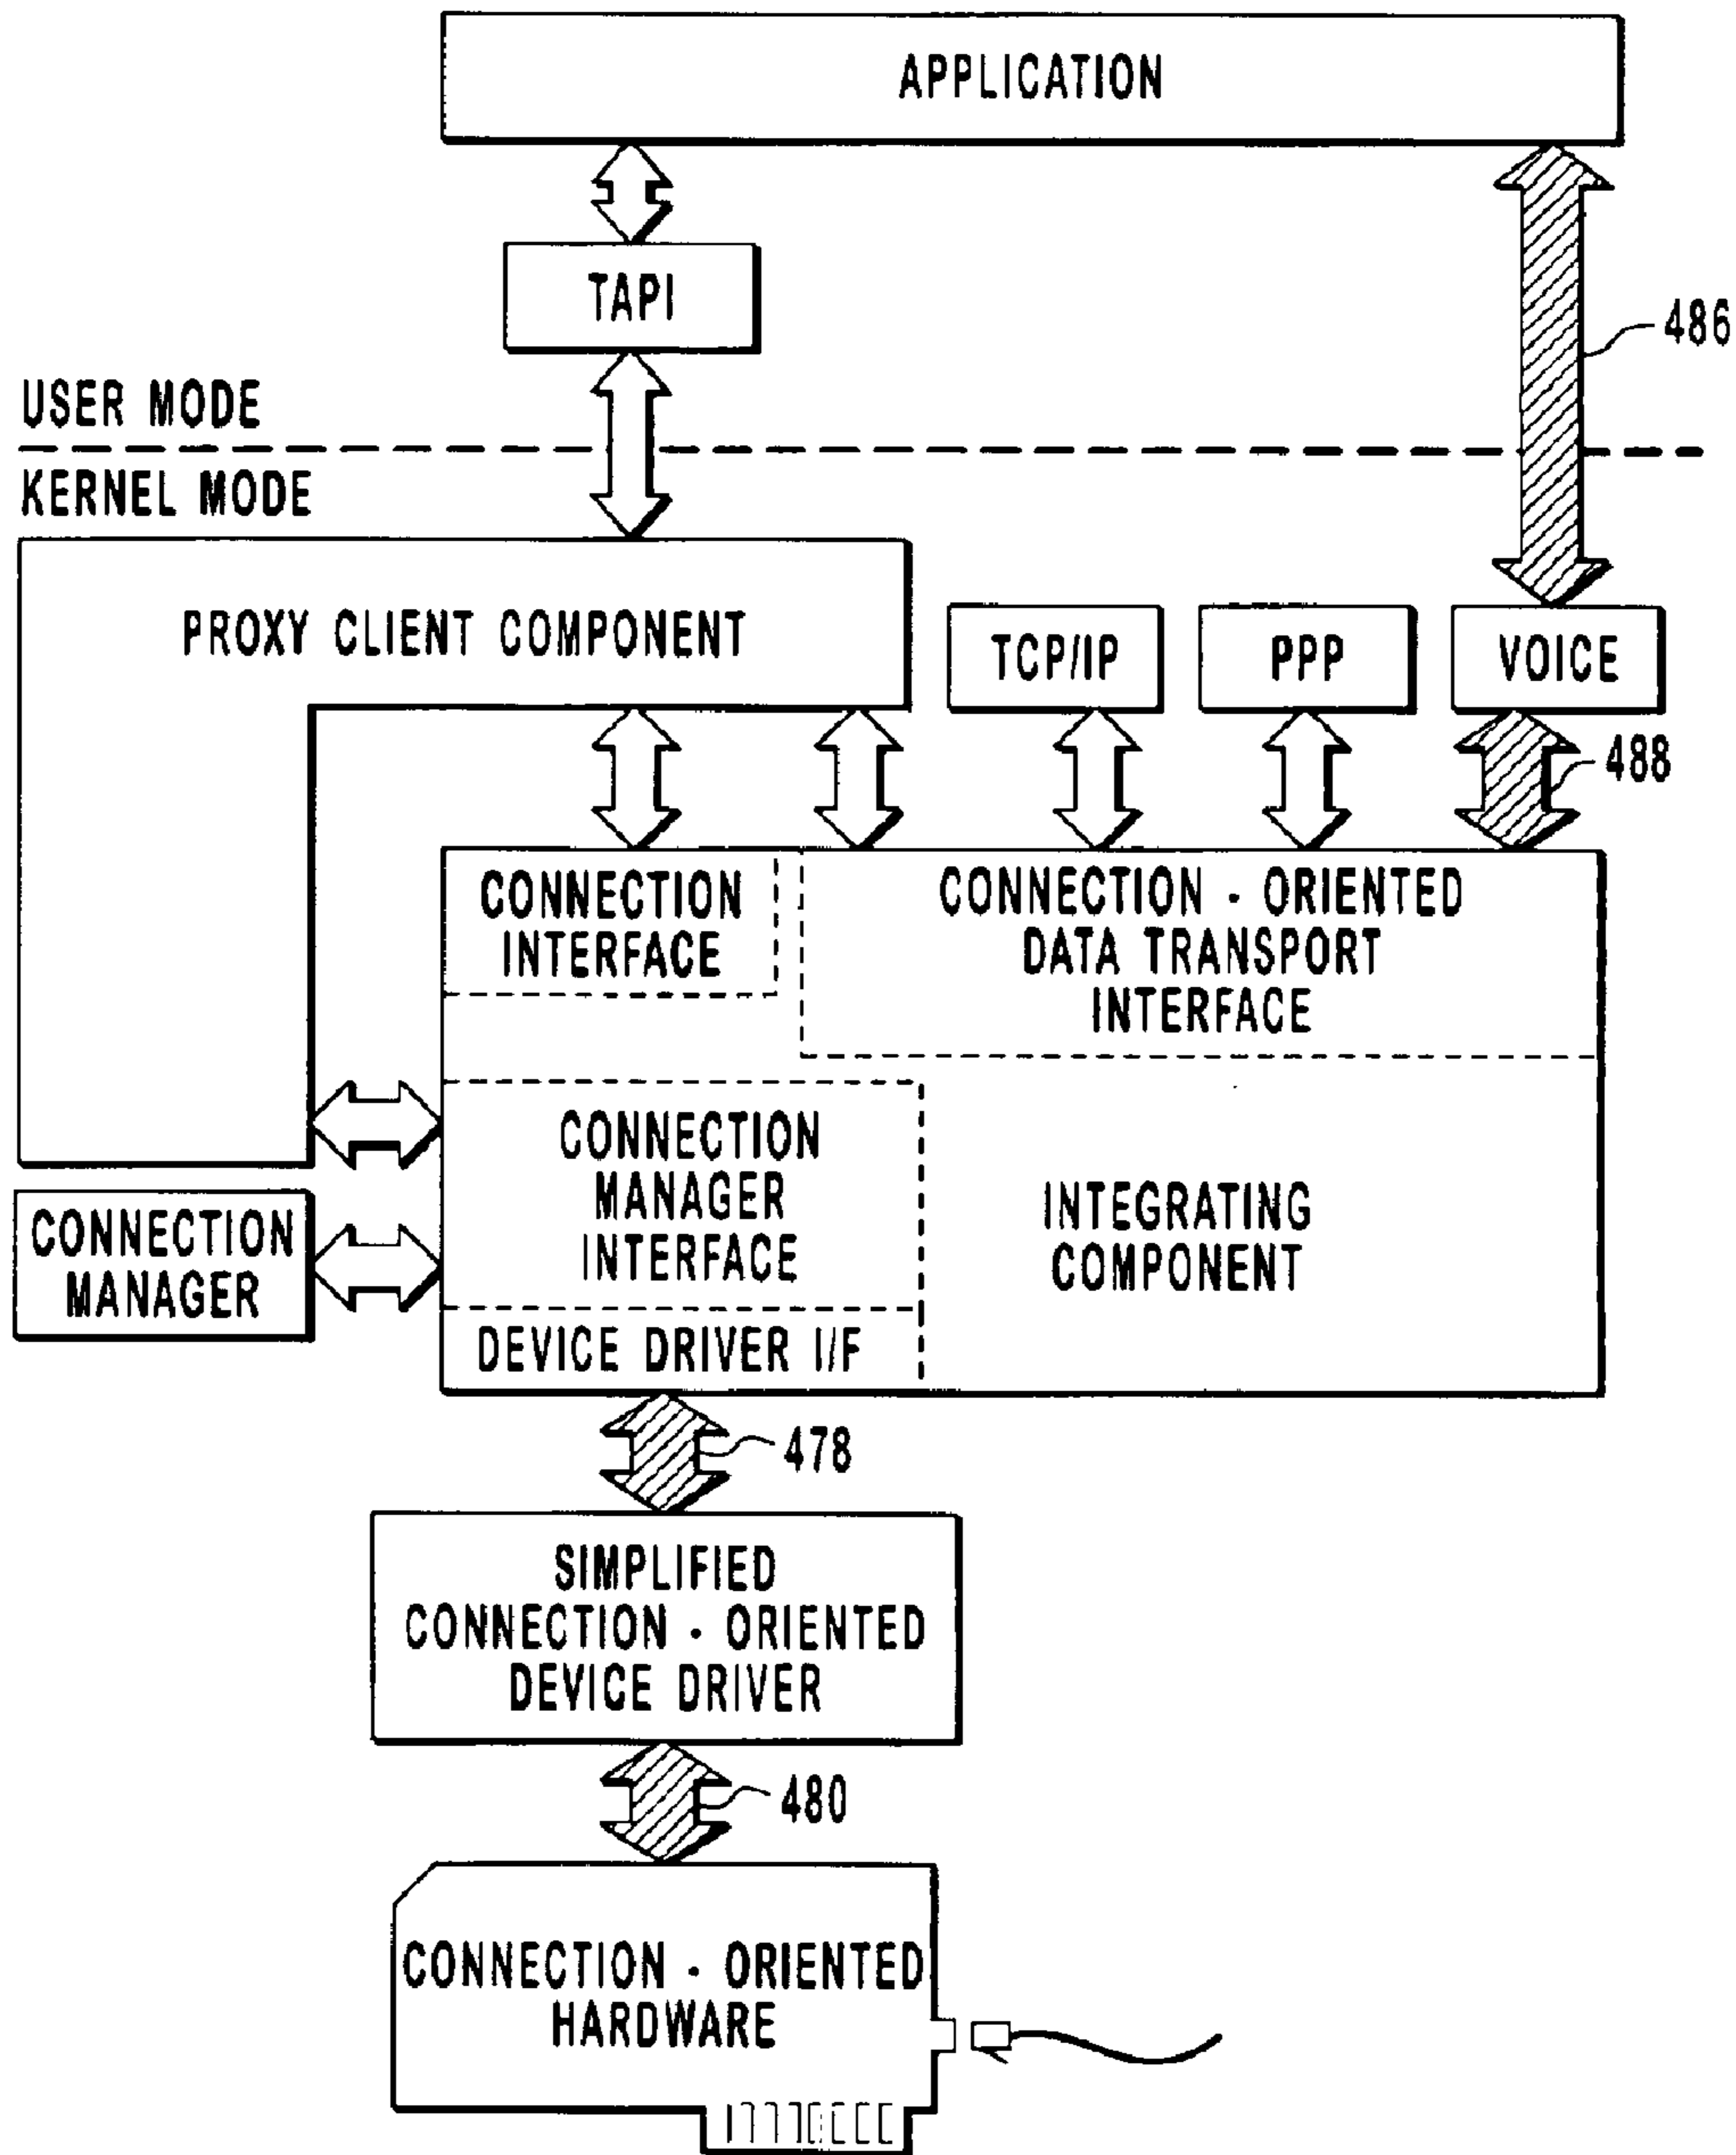 APPLICATION
TAPI
486
USER MODE
KERNEL MODE
PROXY CLIENT COMPONENT
TCP/IP
PPP
VOICE
488
CONNECTION
INTERFACE
CONNECTION - ORIENTED
DATA TRANSPORT
INTERFACE
CONNECTION
MANAGER
INTERFACE
INTEGRATING
COMPONENT
CONNECTION
MANAGER
DEVICE DRIVER I/F
478
SIMPLIFIED
CONNECTION - ORIENTED
DEVICE DRIVER
480
CONNECTION - ORIENTED
HARDWARE